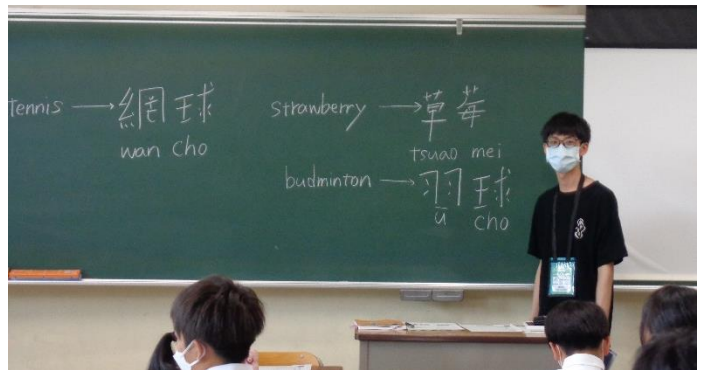 tennis → 網球
wan cho
strawberry → 草莓
tsuao mei
budminton → 羽球
u cho